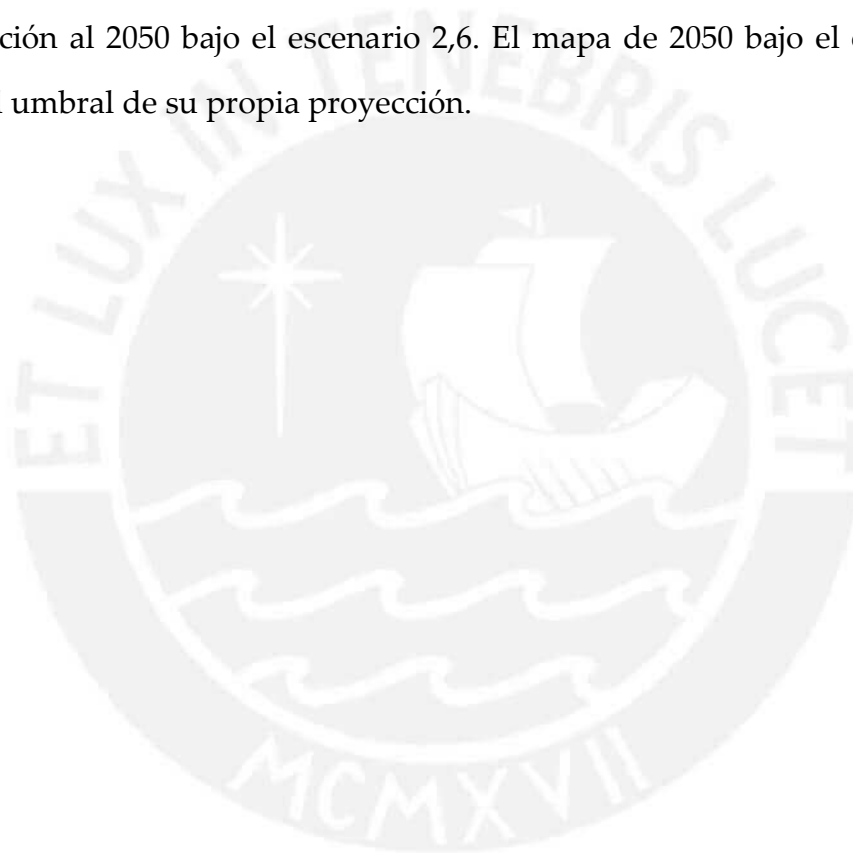 ción al 2050 bajo el escenario 2,6. El mapa de 2050 bajo el
umbral de su propia proyección.
ET LUX IN TENEBRIS LUCET
MCMXVII